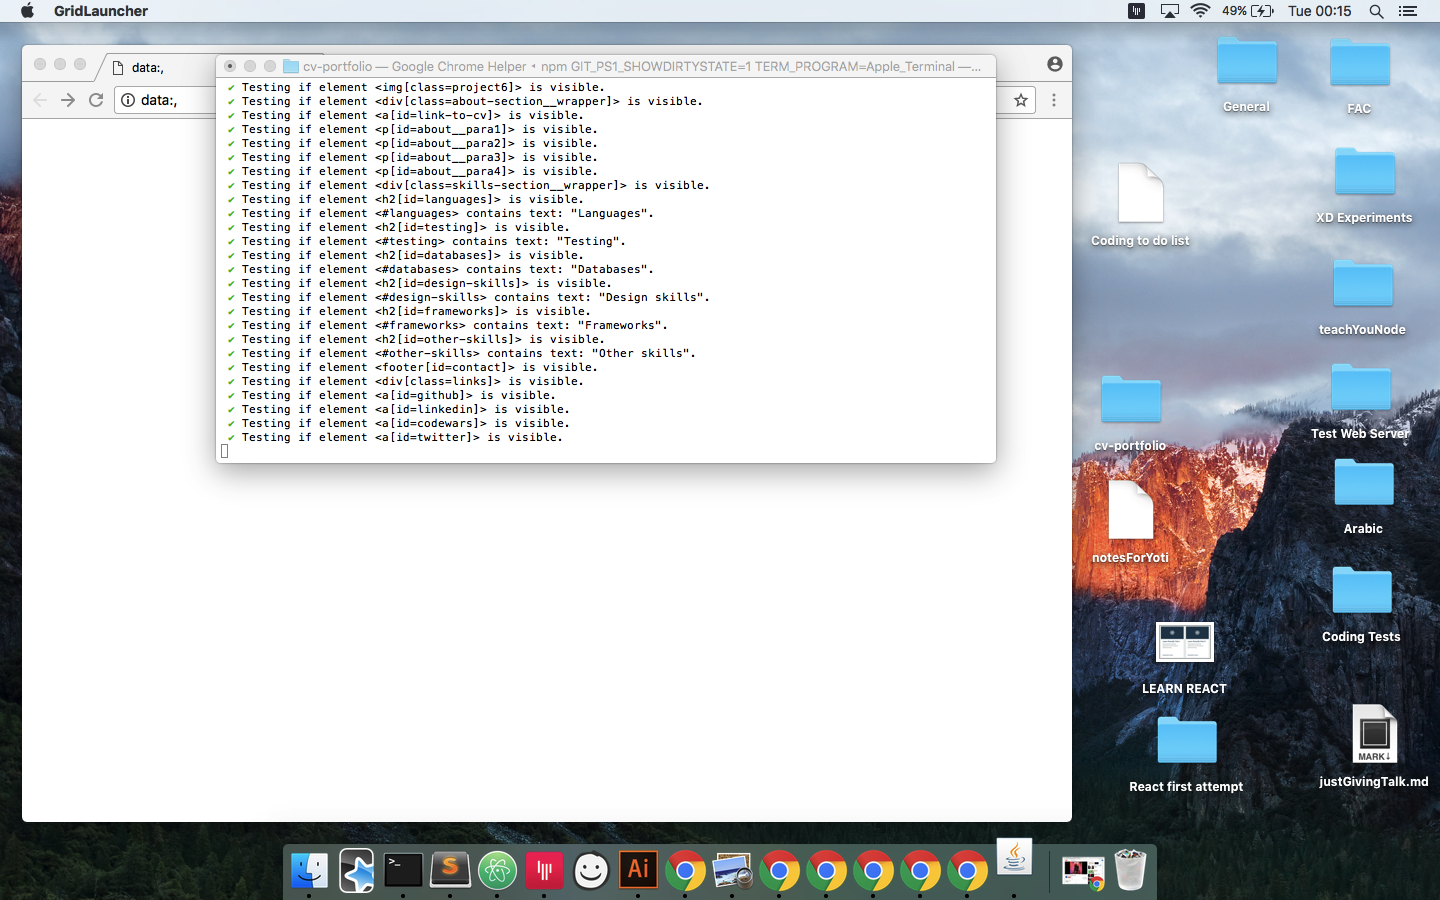 GridLauncher
49%
Tue 00:15
data:,
cv-portfolio — Google Chrome Helper • npm GIT_PS1_SHOWDIRTYSTATE=1 TERM_PROGRAM=Apple_Terminal —...
data:,
✔ Testing if element <img[class=project6]> is visible.
✔ Testing if element <div[class=about-section__wrapper]> is visible.
✔ Testing if element <a[id=link-to-cv]> is visible.
✔ Testing if element <p[id=about__para1]> is visible.
✔ Testing if element <p[id=about__para2]> is visible.
✔ Testing if element <p[id=about__para3]> is visible.
✔ Testing if element <p[id=about__para4]> is visible.
✔ Testing if element <div[class=skills-section__wrapper]> is visible.
✔ Testing if element <h2[id=languages]> is visible.
✔ Testing if element <#languages> contains text: "Languages".
✔ Testing if element <h2[id=testing]> is visible.
✔ Testing if element <#testing> contains text: "Testing".
✔ Testing if element <h2[id=databases]> is visible.
✔ Testing if element <#databases> contains text: "Databases".
✔ Testing if element <h2[id=design-skills]> is visible.
✔ Testing if element <#design-skills> contains text: "Design skills".
✔ Testing if element <h2[id=frameworks]> is visible.
✔ Testing if element <#frameworks> contains text: "Frameworks".
✔ Testing if element <h2[id=other-skills]> is visible.
✔ Testing if element <#other-skills> contains text: "Other skills".
✔ Testing if element <footer[id=contact]> is visible.
✔ Testing if element <div[class=links]> is visible.
✔ Testing if element <a[id=github]> is visible.
✔ Testing if element <a[id=linkedin]> is visible.
✔ Testing if element <a[id=codewars]> is visible.
✔ Testing if element <a[id=twitter]> is visible.
General
FAC
Coding to do list
XD Experiments
teachYouNode
cv-portfolio
Test Web Server
notesForYoti
Arabic
Coding Tests
LEARN REACT
React first attempt
MARK↓
justGivingTalk.md
>_
S
Ai